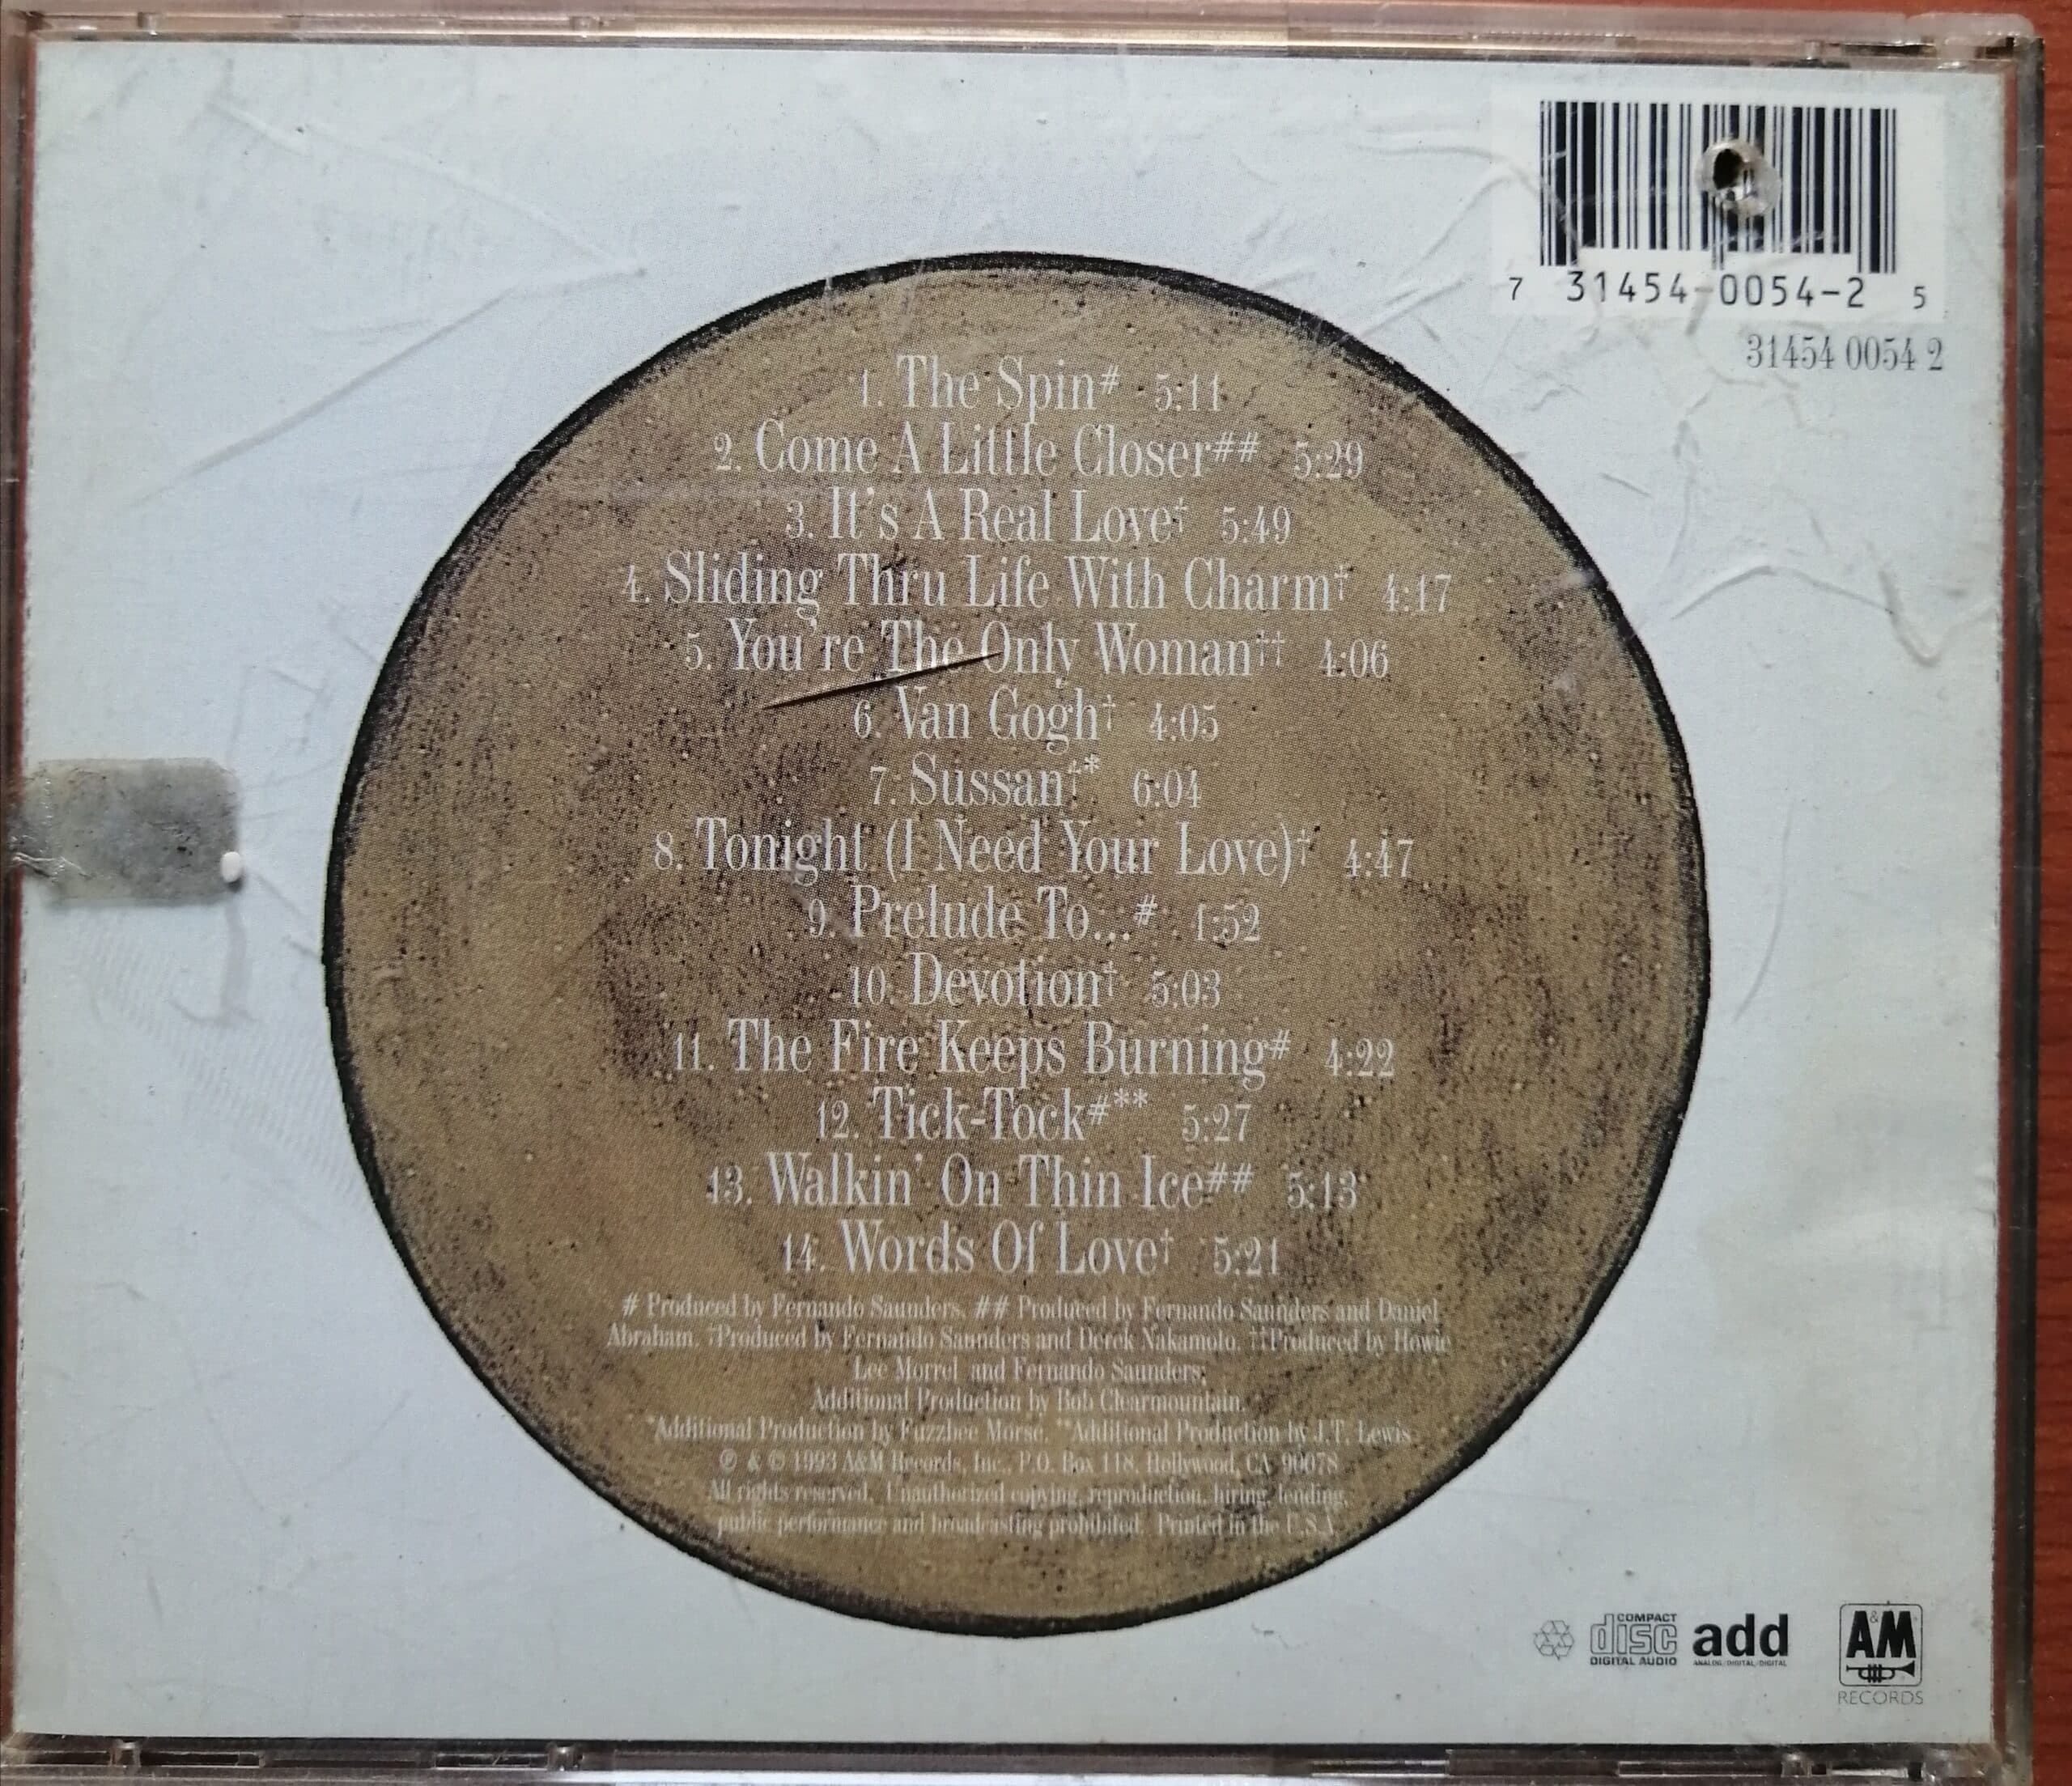 7 31454-0054-2 5
31454 0054 2
1. The Spin# 5:11
2. Come A Little Closer## 5:29
3. It's A Real Love† 5:49
4. Sliding Thru Life With Charm† 4:17
5. You're The Only Woman†† 4:06
6. Van Gogh† 4:05
7. Sussan†* 6:04
8. Tonight (I Need Your Love)† 4:47
9. Prelude To...# 1:52
10. Devotion† 5:03
11. The Fire Keeps Burning# 4:22
12. Tick-Tock#** 5:27
13. Walkin' On Thin Ice## 5:13
14. Words Of Love† 5:21
# Produced by Fernando Saunders. ## Produced by Fernando Saunders and Daniel
Abraham. †Produced by Fernando Saunders and Derek Nakamoto. ††Produced by Howie
Lee Morrel and Fernando Saunders;
Additional Production by Bob Clearmountain.
*Additional Production by Fuzzbee Morse. **Additional Production by J.T. Lewis.
℗ & © 1993 A&M Records, Inc., P.O. Box 118, Hollywood, CA 90078
All rights reserved. Unauthorized copying, reproduction, hiring, lending,
public performance and broadcasting prohibited. Printed in the U.S.A.
COMPACT
disc
DIGITAL AUDIO
add
ANALOG/DIGITAL/DIGITAL
A&M
RECORDS